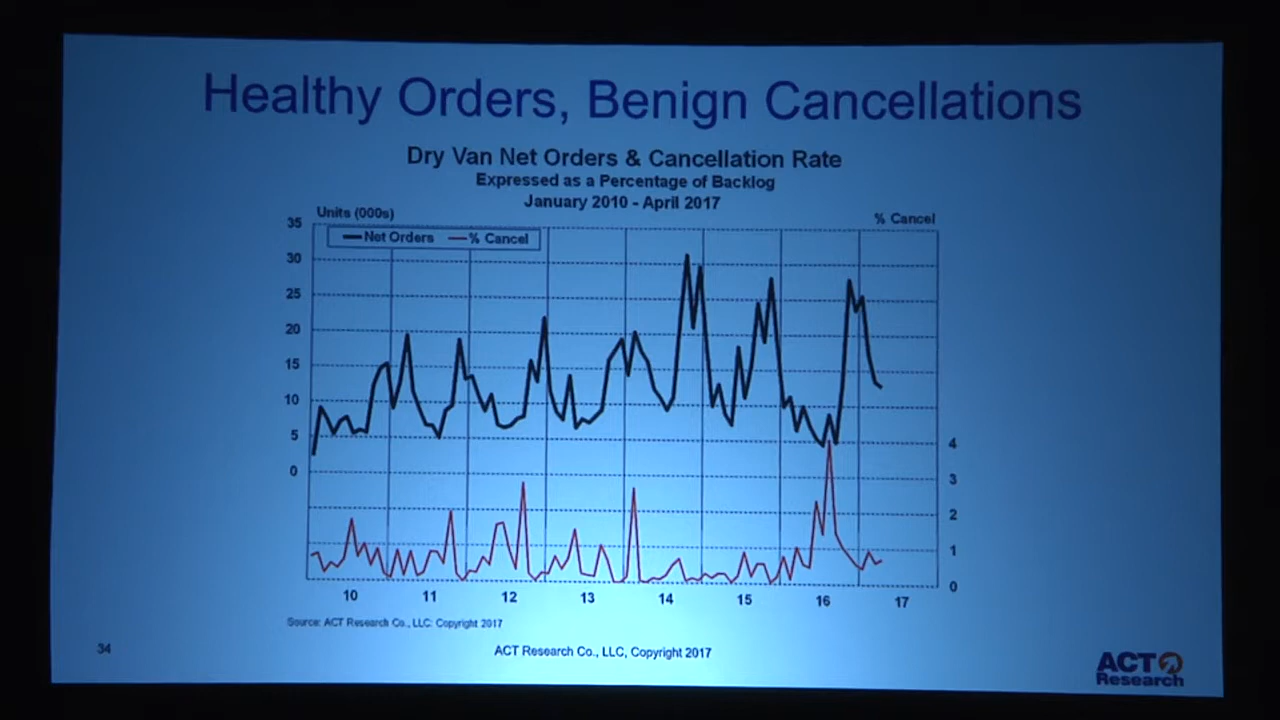 Healthy Orders, Benign Cancellations
Dry Van Net Orders & Cancellation Rate
Expressed as a Percentage of Backlog
January 2010 - April 2017
Units (000s)
% Cancel
Net Orders
% Cancel
35
30
25
20
15
10
5
0
4
3
2
1
0
10 11 12 13 14 15 16 17
Source: ACT Research Co., LLC: Copyright 2017
34
ACT Research Co., LLC, Copyright 2017
ACT
Research